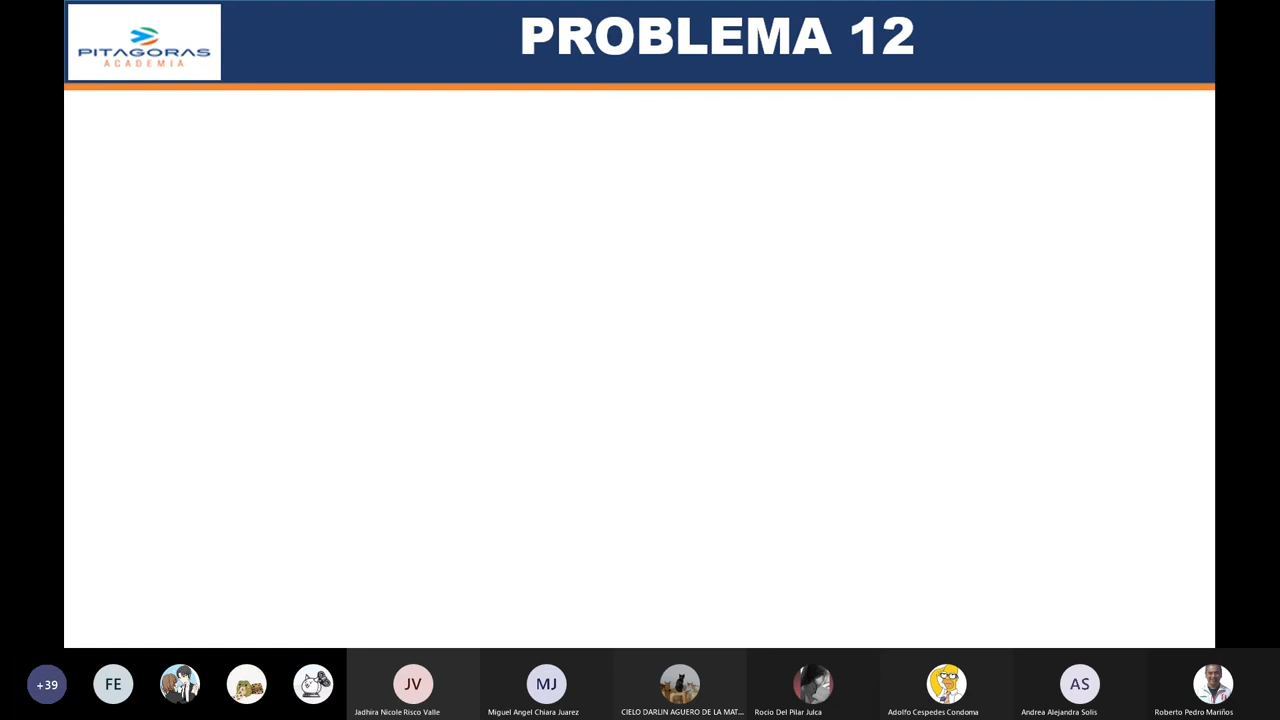 PITAGORAS
ACADEMIA
PROBLEMA 12
+39
FE
JV
MJ
AS
Jadhira Nicole Risco Valle
Miguel Angel Chiara Juarez
CIELO DARLIN AGUERO DE LA MAT...
Rocio Del Pilar Julca
Adolfo Cespedes Condoma
Andrea Alejandra Solis
Roberto Pedro Mariños